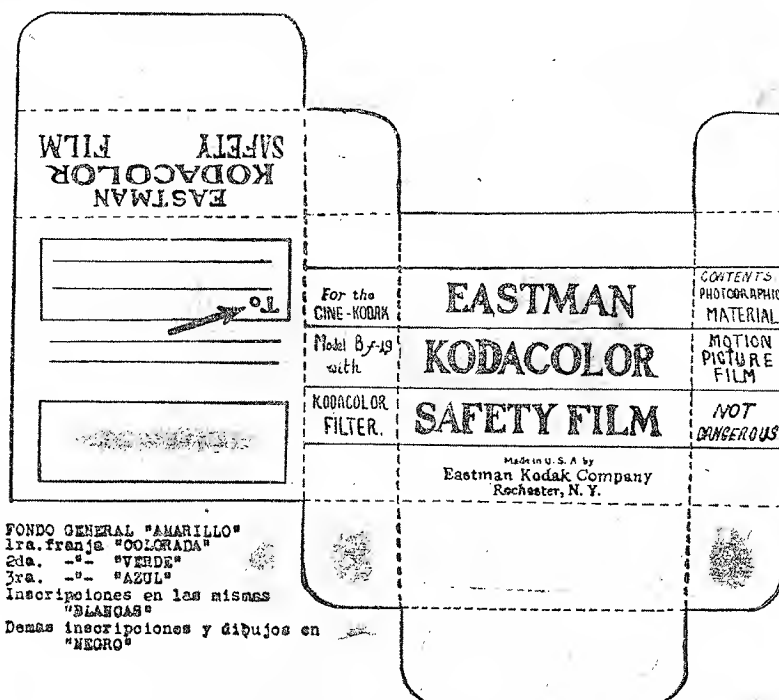 EASTMAN
KODACOLOR
SAFETY FILM
To
For the
CINE-KODAK
Model B f-19
with
KODACOLOR
FILTER.
EASTMAN
KODACOLOR
SAFETY FILM
Made in U. S. A by
Eastman Kodak Company
Rochester, N. Y.
CONTENTS
PHOTOGRAPHIC
MATERIAL
MOTION
PICTURE
FILM
NOT
DANGEROUS
FONDO GENERAL "AMARILLO"
1ra. franja "COLORADA"
2da. -"- "VERDE"
3ra. -"- "AZUL"
Inscripciones en las mismas
"BLANCAS"
Demas inscripciones y dibujos en
"NEGRO"